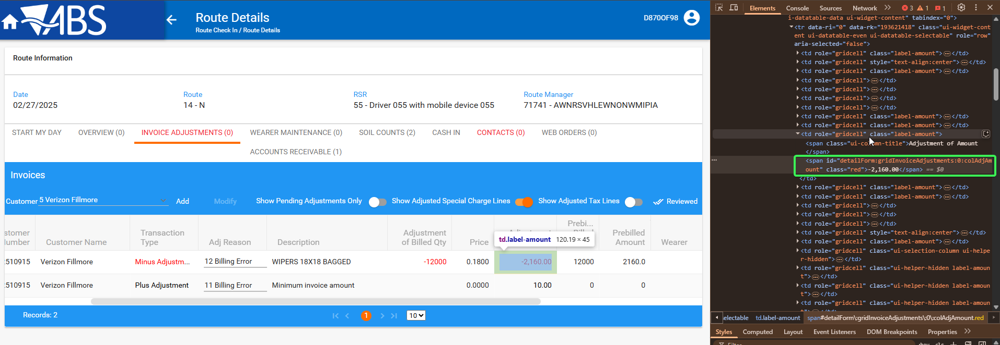 ABS
Route Details
Route Check In / Route Details
D870OF98
Route Information
Date
Route
RSR
Route Manager
02/27/2025
14 - N
55 - Driver 055 with mobile device 055
71741 - AWNRSVHLEWNONWMIPIA
START MY DAY
OVERVIEW (0)
INVOICE ADJUSTMENTS (0)
WEARER MAINTENANCE (0)
SOIL COUNTS (2)
CASH IN
CONTACTS (0)
WEB ORDERS (0)
ACCOUNTS RECEIVABLE (1)
Invoices
Customer 5 Verizon Fillmore
Add
Modify
Show Pending Adjustments Only
Show Adjusted Special Charge Lines
Show Adjusted Tax Lines
Reviewed
stomer
lumber
Customer Name
Transaction
Type
Adj Reason
Description
Adjustment
of Billed Qty
Price
td.label-amount 120.19 × 45
Prebi...
Prebilled
Amount
Wearer
:510915 Verizon Fillmore Minus Adjustm... 12 Billing Error WIPERS 18X18 BAGGED -12000 0.1800 -2,160.00 12000 2160.0
:510915 Verizon Fillmore Plus Adjustment 11 Billing Error Minimum invoice amount 0.0000 10.00 0 0
Records: 2
1
10
Elements Console Sources Network 3 1 1
i-datatable-data ui-widget-content" tabindex="0">
<tr data-ri="0" data-rk="193621418" class="ui-widget-cont
ent ui-datatable-even ui-datatable-selectable" role="row"
aria-selected="false">
<td role="gridcell" class="label-amount">…</td>
<td role="gridcell" style="text-align:center">…</td>
<td role="gridcell" class="label-amount">…</td>
<td role="gridcell">…</td>
<td role="gridcell">…</td>
<td role="gridcell">…</td>
<td role="gridcell">…</td>
<td role="gridcell" class="label-amount">…</td>
<td role="gridcell" class="label-amount">…</td>
<td role="gridcell" class="label-amount">
<span class="ui-column-title">Adjustment of Amount
</span>
<span id="detailForm:gridInvoiceAdjustments:0:colAdjAm
ount" class="red">-2,160.00</span> == $0
</td>
<td role="gridcell" class="label-amount">…</td>
<td role="gridcell" class="label-amount">…</td>
<td role="gridcell">…</td>
<td role="gridcell">…</td>
<td role="gridcell">…</td>
<td role="gridcell" style="text-align:center">…</td>
<td role="gridcell" class="label-amount">…</td>
<td role="gridcell" class="ui-selection-column ui-helpe
r-hidden">…</td>
<td role="gridcell" class="ui-helper-hidden label-amoun
t">…</td>
<td role="gridcell" class="ui-helper-hidden label-amoun
t">…</td>
<td role="gridcell" class="ui-helper-hidden label-amoun
electable td.label-amount span#detailForm\:gridInvoiceAdjustments\:0\:colAdjAmount.red
Styles Computed Layout Event Listeners DOM Breakpoints Properties